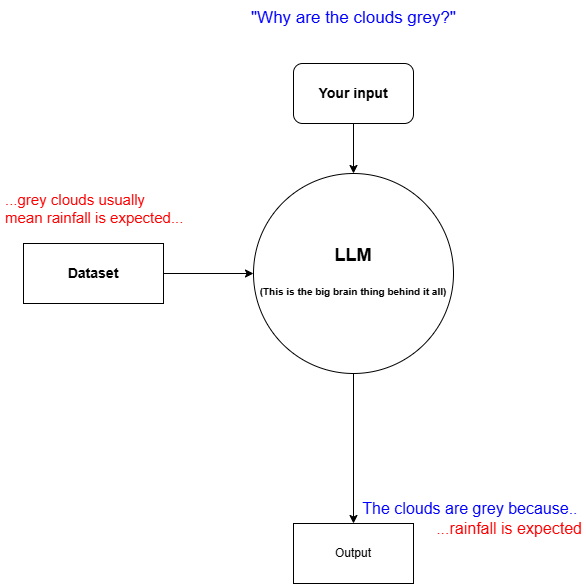 "Why are the clouds grey?"
Your input
...grey clouds usually
mean rainfall is expected...
Dataset
LLM
(This is the big brain thing behind it all)
The clouds are grey because..
...rainfall is expected
Output